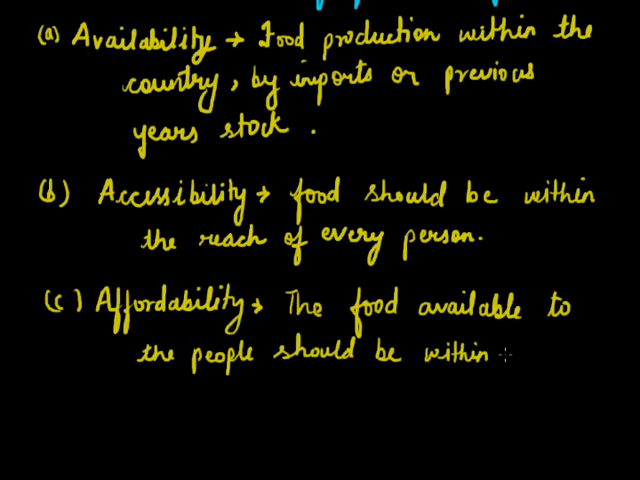 (a) Availability → Food production within the
country, by imports or previous
years stock.
(b) Accessibility → food should be within
the reach of every person.
(c) Affordability → The food available to
the people should be within